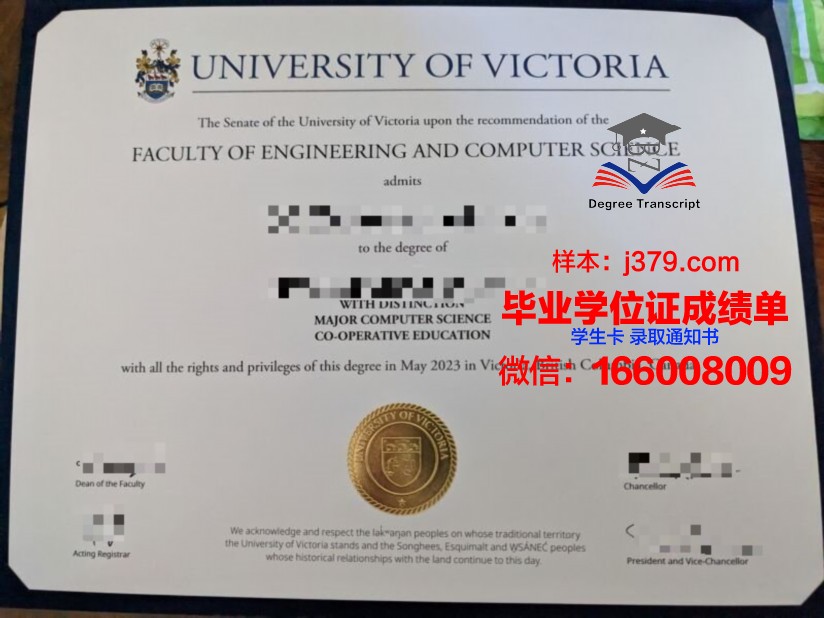 UNIVERSITY OF VICTORIA
The Senate of the University of Victoria upon the recommendation of the
FACULTY OF ENGINEERING AND COMPUTER SCIENCE
admits
Degree Transcript
to the degree of
样本：j379.com
WITH DISTINCTION
毕业学位证成绩单
MAJOR COMPUTER SCIENCE
学生卡 录取通知书
CO-OPERATIVE EDUCATION
with all the rights and privileges of this degree in May 2023 in Victoria, British Columbia, Canada
微信：166008009
UNIVERSITY OF VICTORIA
Dean of the Faculty
Chancellor
We acknowledge and respect the lək̓ʷəŋən peoples on whose traditional territory
the University of Victoria stands and the Songhees, Esquimalt and W̱SÁNEĆ peoples
whose historical relationships with the land continue to this day.
Acting Registrar
President and Vice-Chancellor